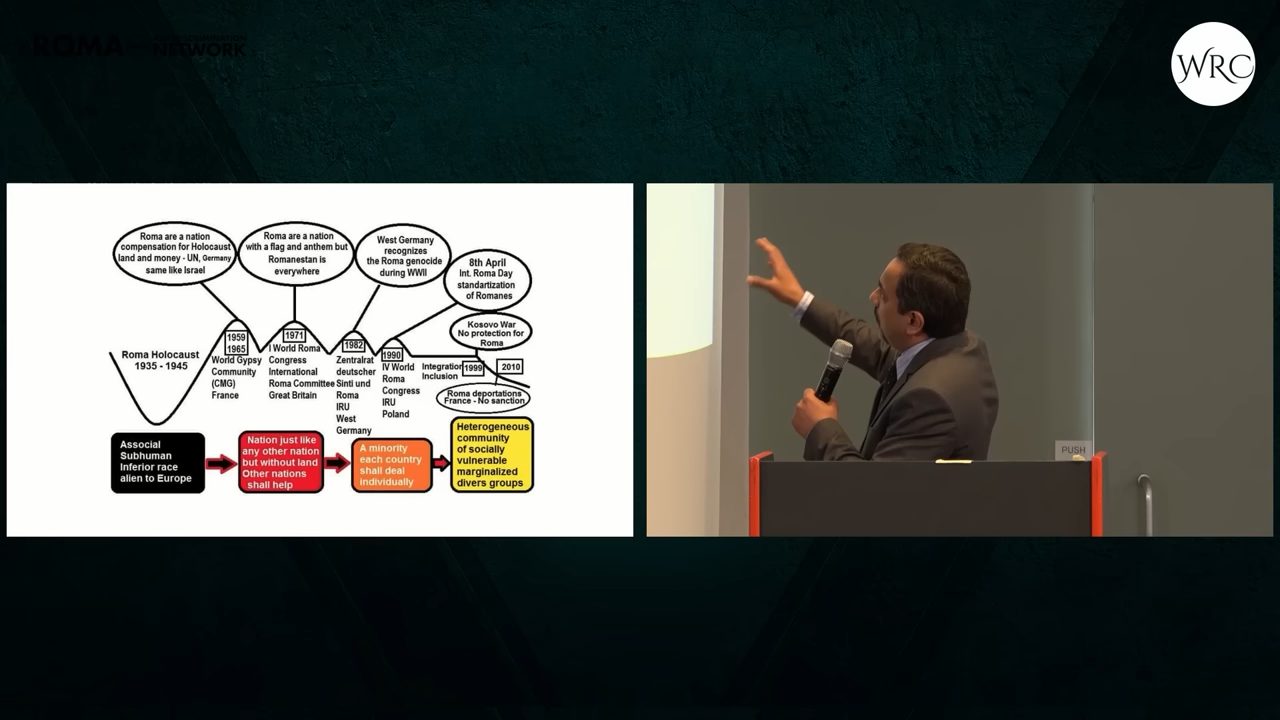 ROMA
NETWORK
WRC
Roma are a nation
compensation for Holocaust
land and money - UN, Germany
same like Israel
Roma are a nation
with a flag and anthem but
Romanestan is
everywhere
West Germany
recognizes
the Roma genocide
during WWII
8th April
Int. Roma Day
standartization
of Romanes
Kosovo War
No protection for
Roma
Roma Holocaust
1935 - 1945
1959
1965
World Gypsy
Community
(CMG)
France
1971
I World Roma
Congress
International
Roma Committee
Great Britain
1982
Zentralrat
deutscher
Sinti und
Roma
IRU
West
Germany
1990
IV World
Roma
Congress
IRU
Poland
Integration
Inclusion
1999
2010
Roma deportations
France - No sanction
Associal
Subhuman
Inferior race
alien to Europe
Nation just like
any other nation
but without land
Other nations
shall help
A minority
each country
shall deal
individually
Heterogeneous
community
of socially
vulnerable
marginalized
divers groups
PUSH